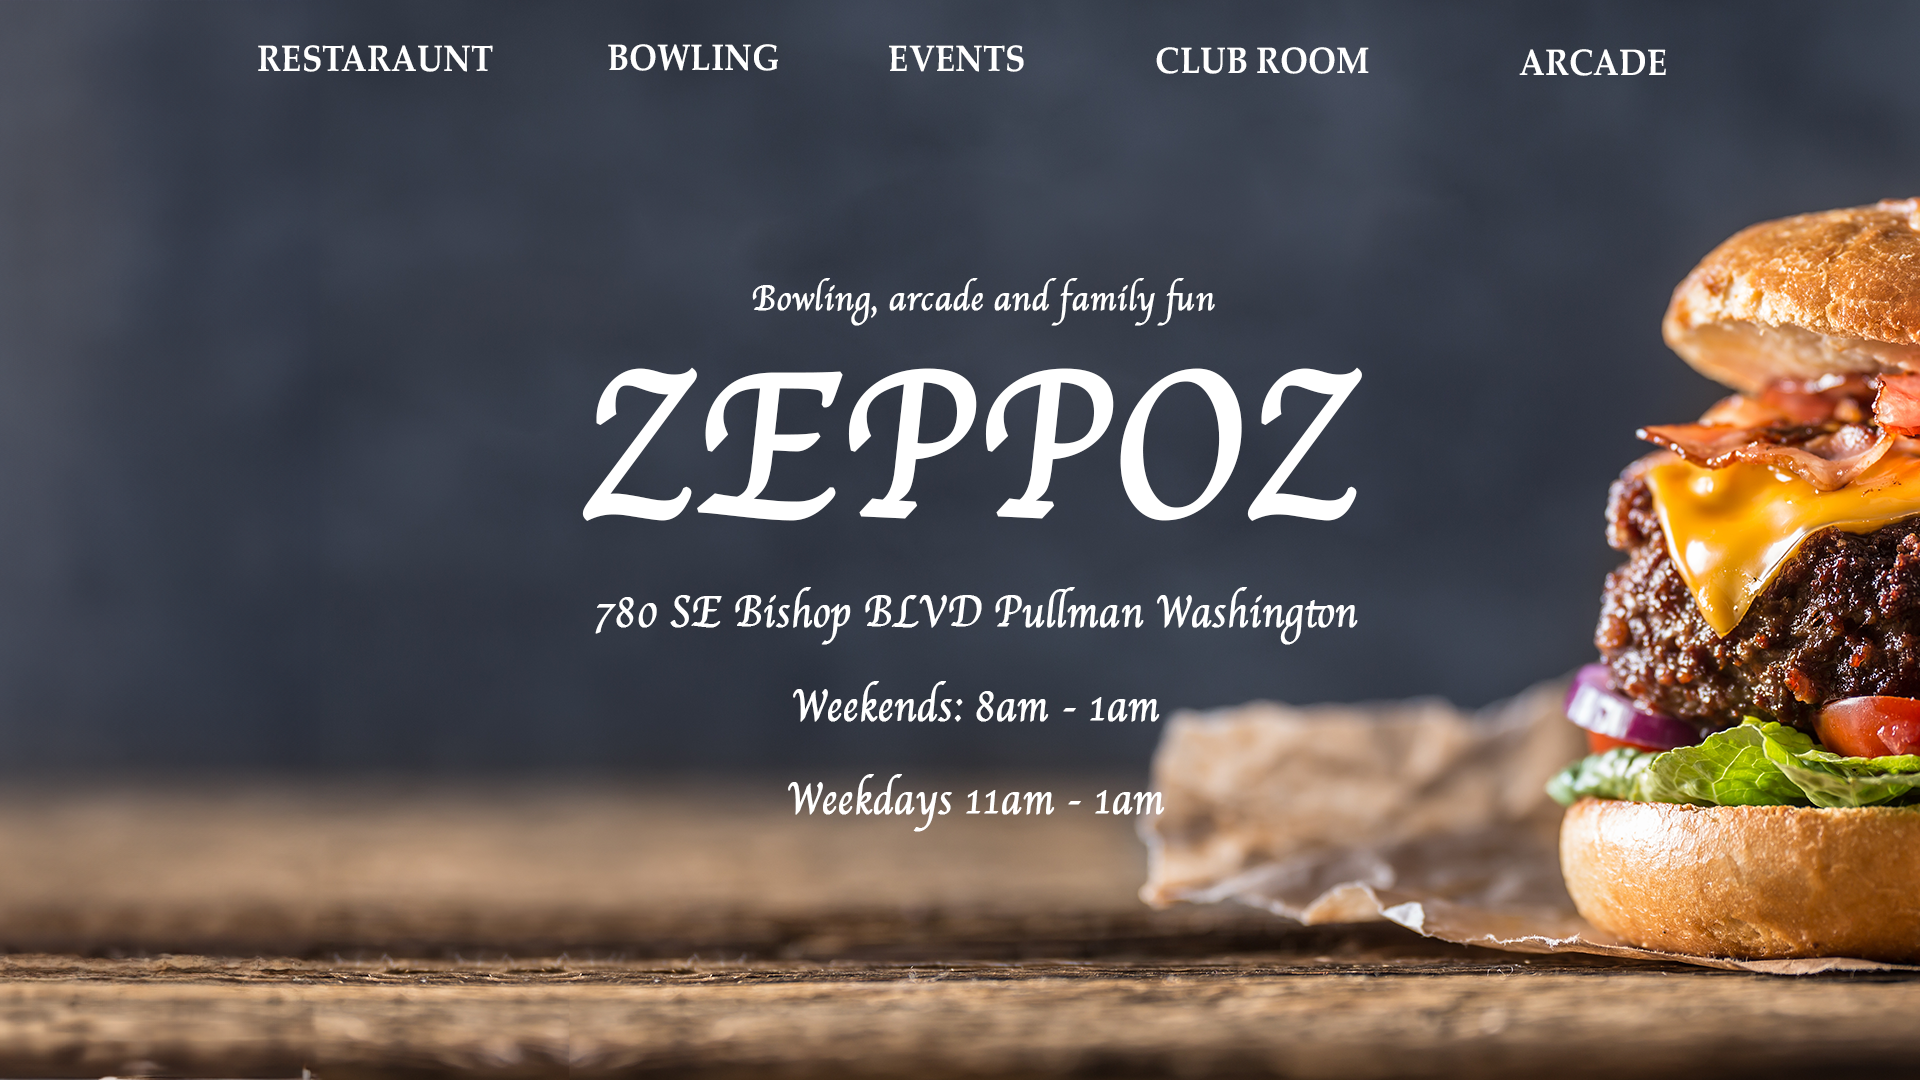 RESTARAUNT BOWLING EVENTS CLUB ROOM ARCADE
Bowling, arcade and family fun
ZEPPOZ
780 SE Bishop BLVD Pullman Washington
Weekends: 8am - 1am
Weekdays 11am - 1am